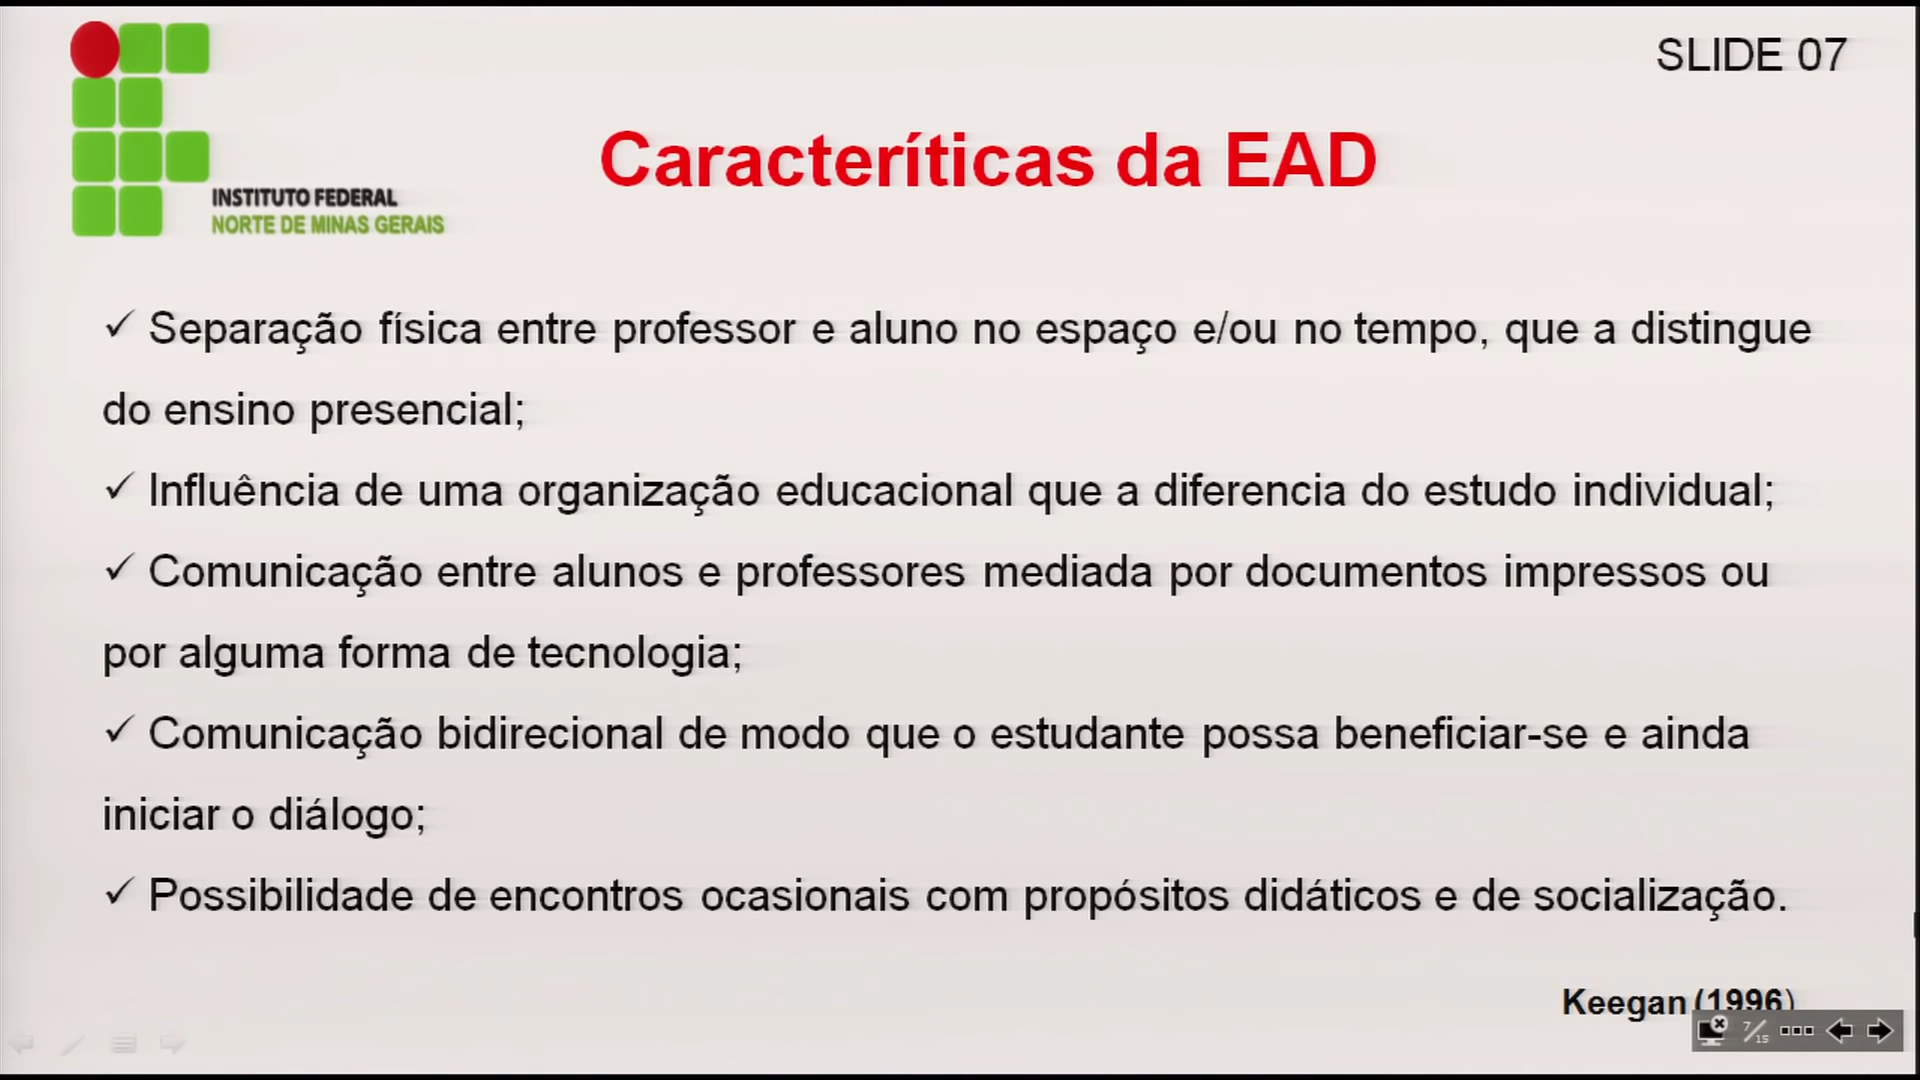 SLIDE 07
Caracteríticas da EAD
INSTITUTO FEDERAL
NORTE DE MINAS GERAIS
✓ Separação física entre professor e aluno no espaço e/ou no tempo, que a distingue
do ensino presencial;
✓ Influência de uma organização educacional que a diferencia do estudo individual;
✓ Comunicação entre alunos e professores mediada por documentos impressos ou
por alguma forma de tecnologia;
✓ Comunicação bidirecional de modo que o estudante possa beneficiar-se e ainda
iniciar o diálogo;
✓ Possibilidade de encontros ocasionais com propósitos didáticos e de socialização.
Keegan (1996)
7/15